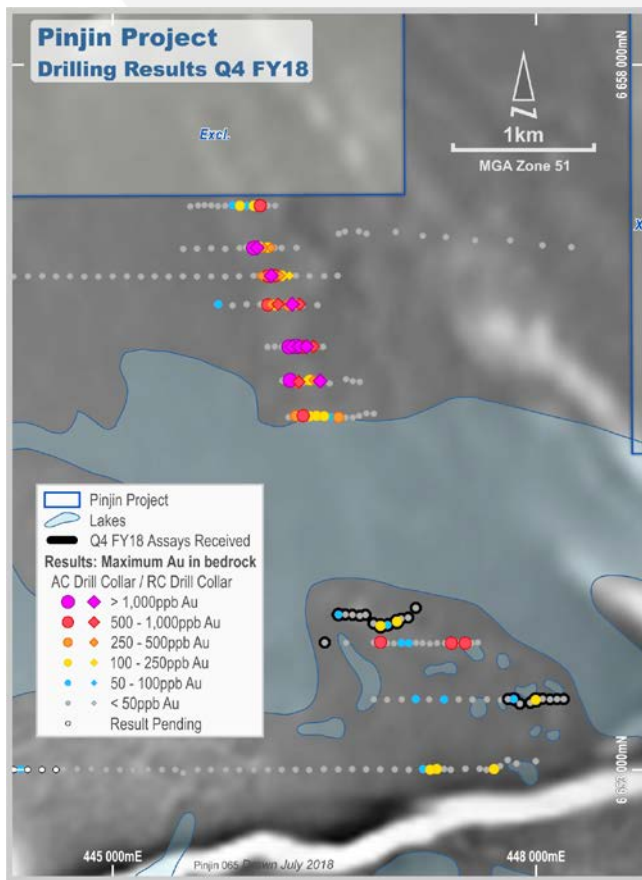 Pinjin Project
Drilling Results Q4 FY18
6 658 000mN
Excl.
1km
MGA Zone 51
X
Pinjin Project
Lakes
Q4 FY18 Assays Received
Results: Maximum Au in bedrock
AC Drill Collar / RC Drill Collar
> 1,000ppb Au
500 - 1,000ppb Au
250 - 500ppb Au
100 - 250ppb Au
50 - 100ppb Au
< 50ppb Au
Result Pending
6 653 000mN
445 000mE
Pinjin 065 Drawn July 2018
448 000mE